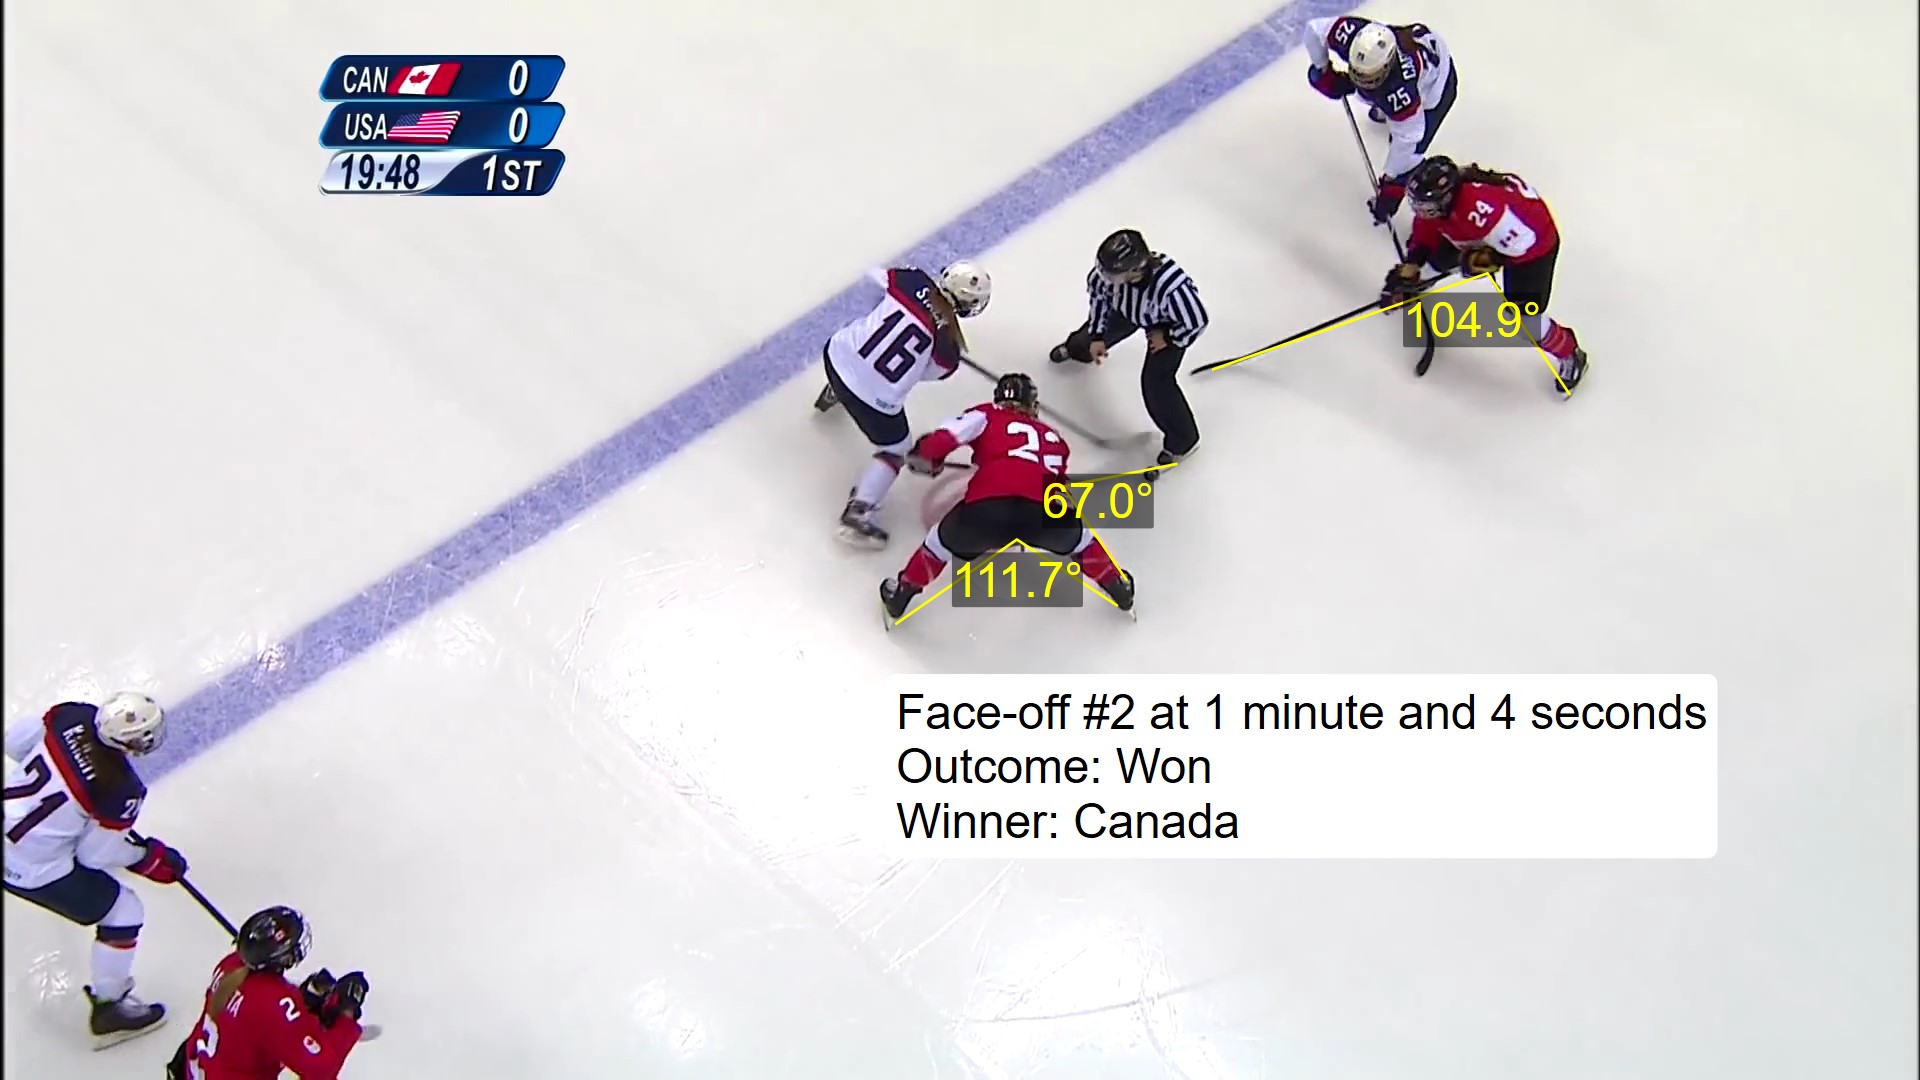 CAN 0
USA 0
19:48 1ST
25
25
24
16
22
104.9°
67.0°
111.7°
Face-off #2 at 1 minute and 4 seconds
Outcome: Won
Winner: Canada
21
2